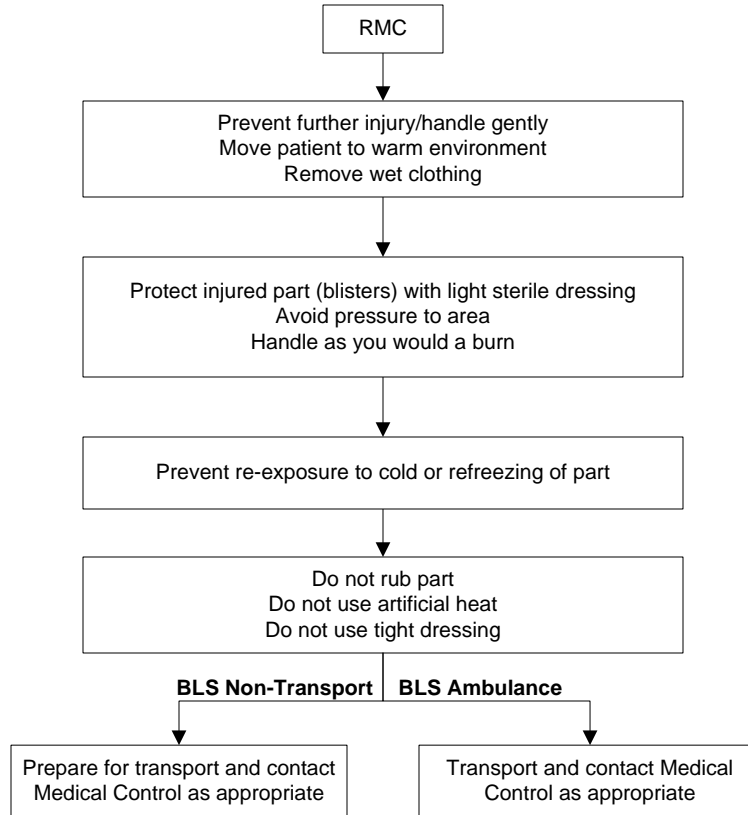 RMC
Prevent further injury/handle gently
Move patient to warm environment
Remove wet clothing
Protect injured part (blisters) with light sterile dressing
Avoid pressure to area
Handle as you would a burn
Prevent re-exposure to cold or refreezing of part
Do not rub part
Do not use artificial heat
Do not use tight dressing
BLS Non-Transport
BLS Ambulance
Prepare for transport and contact
Medical Control as appropriate
Transport and contact Medical
Control as appropriate